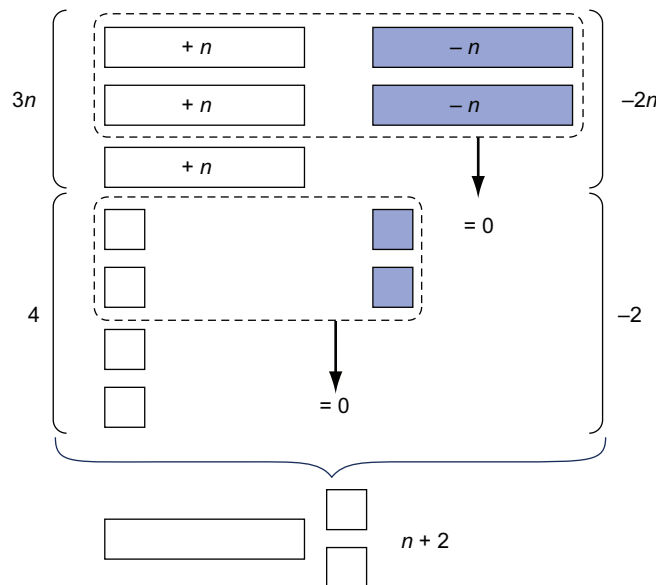 + n – n
3n + n – n –2n
+ n
= 0
4 –2
= 0
n + 2